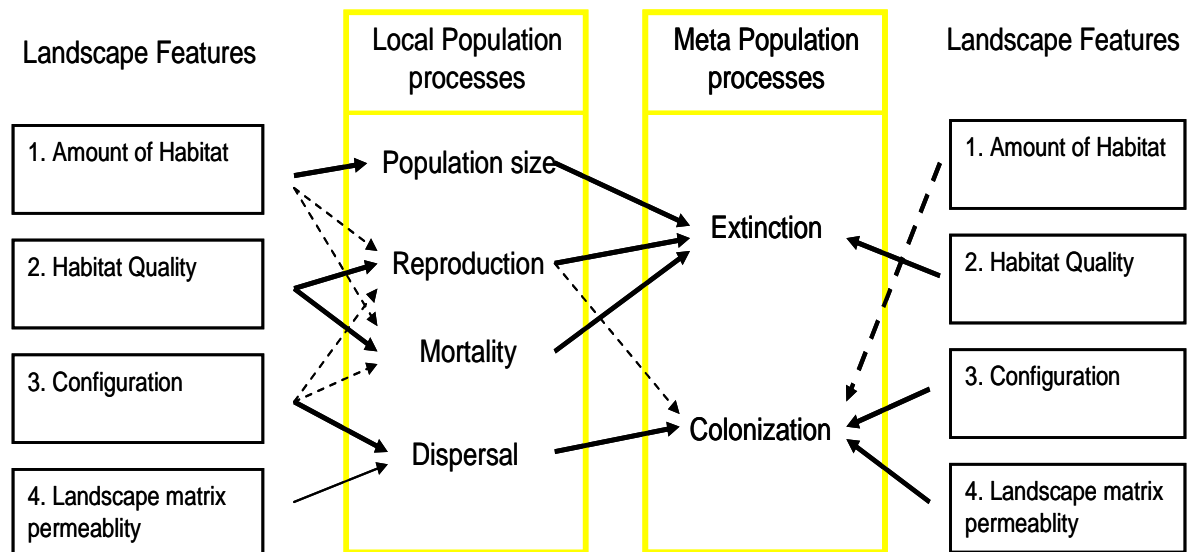 Landscape Features
1. Amount of Habitat
2. Habitat Quality
3. Configuration
4. Landscape matrix
permeablity
Local Population
processes
Population size
Reproduction
Mortality
Dispersal
Meta Population
processes
Extinction
Colonization
Landscape Features
1. Amount of Habitat
2. Habitat Quality
3. Configuration
4. Landscape matrix
permeablity